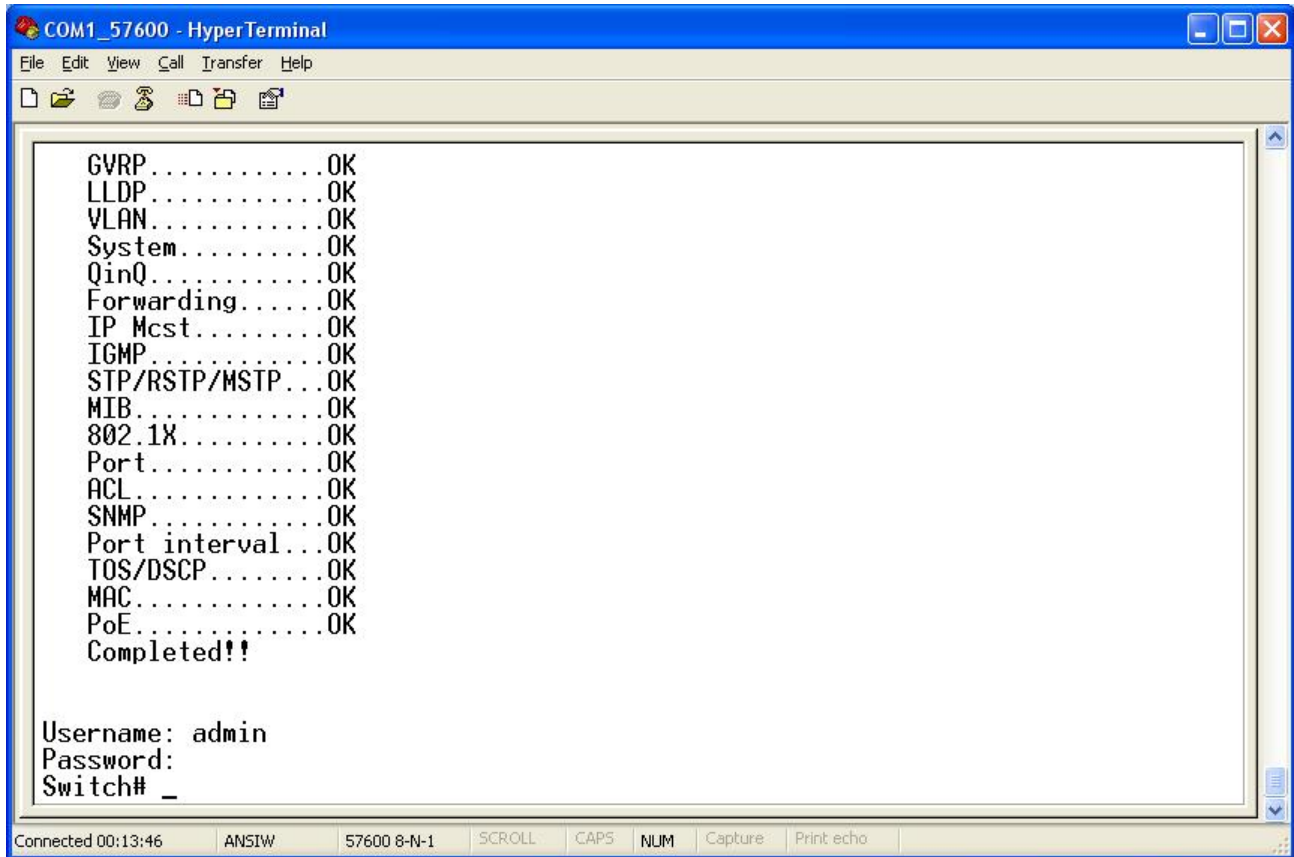 COM1_57600 - HyperTerminal
File Edit View Call Transfer Help
GVRP............OK
LLDP............OK
VLAN............OK
System..........OK
QinQ............OK
Forwarding......OK
IP Mcst.........OK
IGMP............OK
STP/RSTP/MSTP...OK
MIB.............OK
802.1X..........OK
Port............OK
ACL.............OK
SNMP............OK
Port interval...OK
TOS/DSCP........OK
MAC.............OK
PoE.............OK
Completed!!
Username: admin
Password:
Switch# _
Connected 00:13:46 ANSIW 57600 8-N-1 SCROLL CAPS NUM Capture Print echo